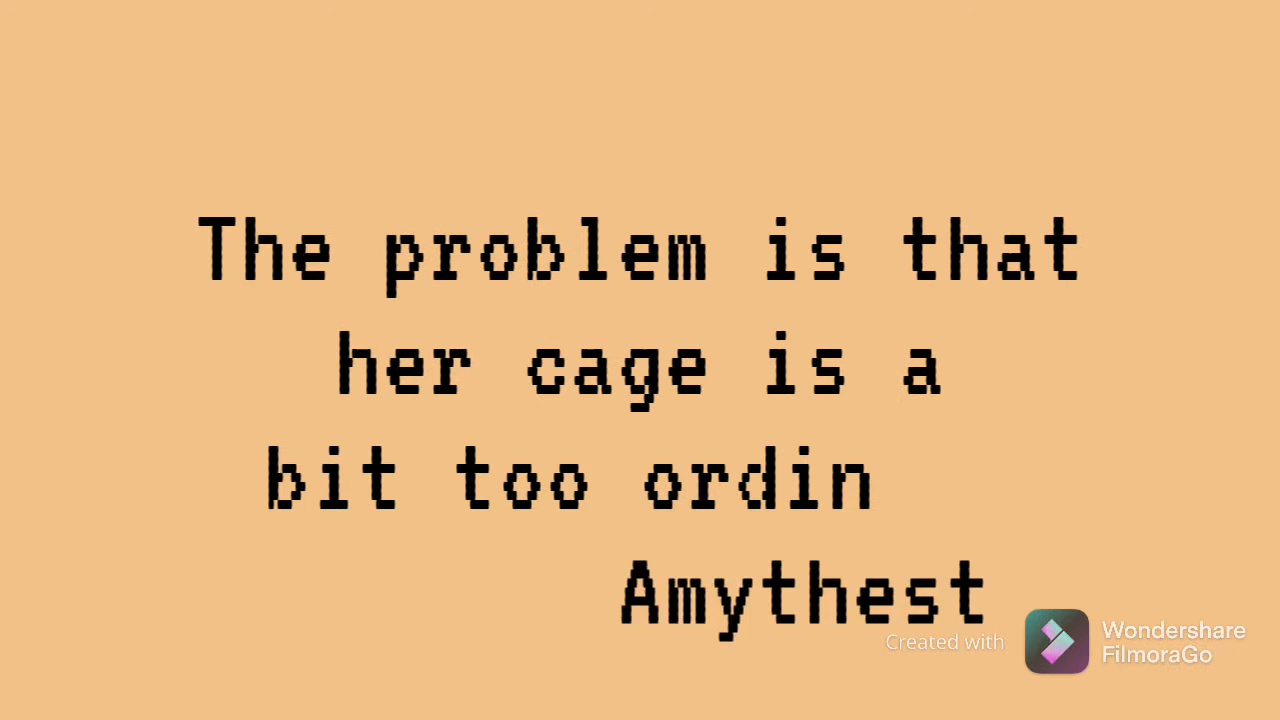 The problem is that
her cage is a
bit too ordin
Amythest
Created with
Wondershare
FilmoraGo